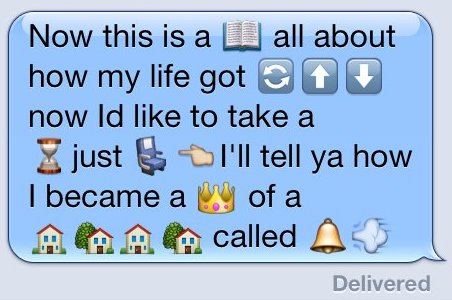 Now this is a 📖 all about
how my life got 🔄⬆️⬇️
now Id like to take a
⏳just 💺👈I'll tell ya how
I became a 👑 of a
🏠🏡🏠🏡 called 🔔💨
Delivered